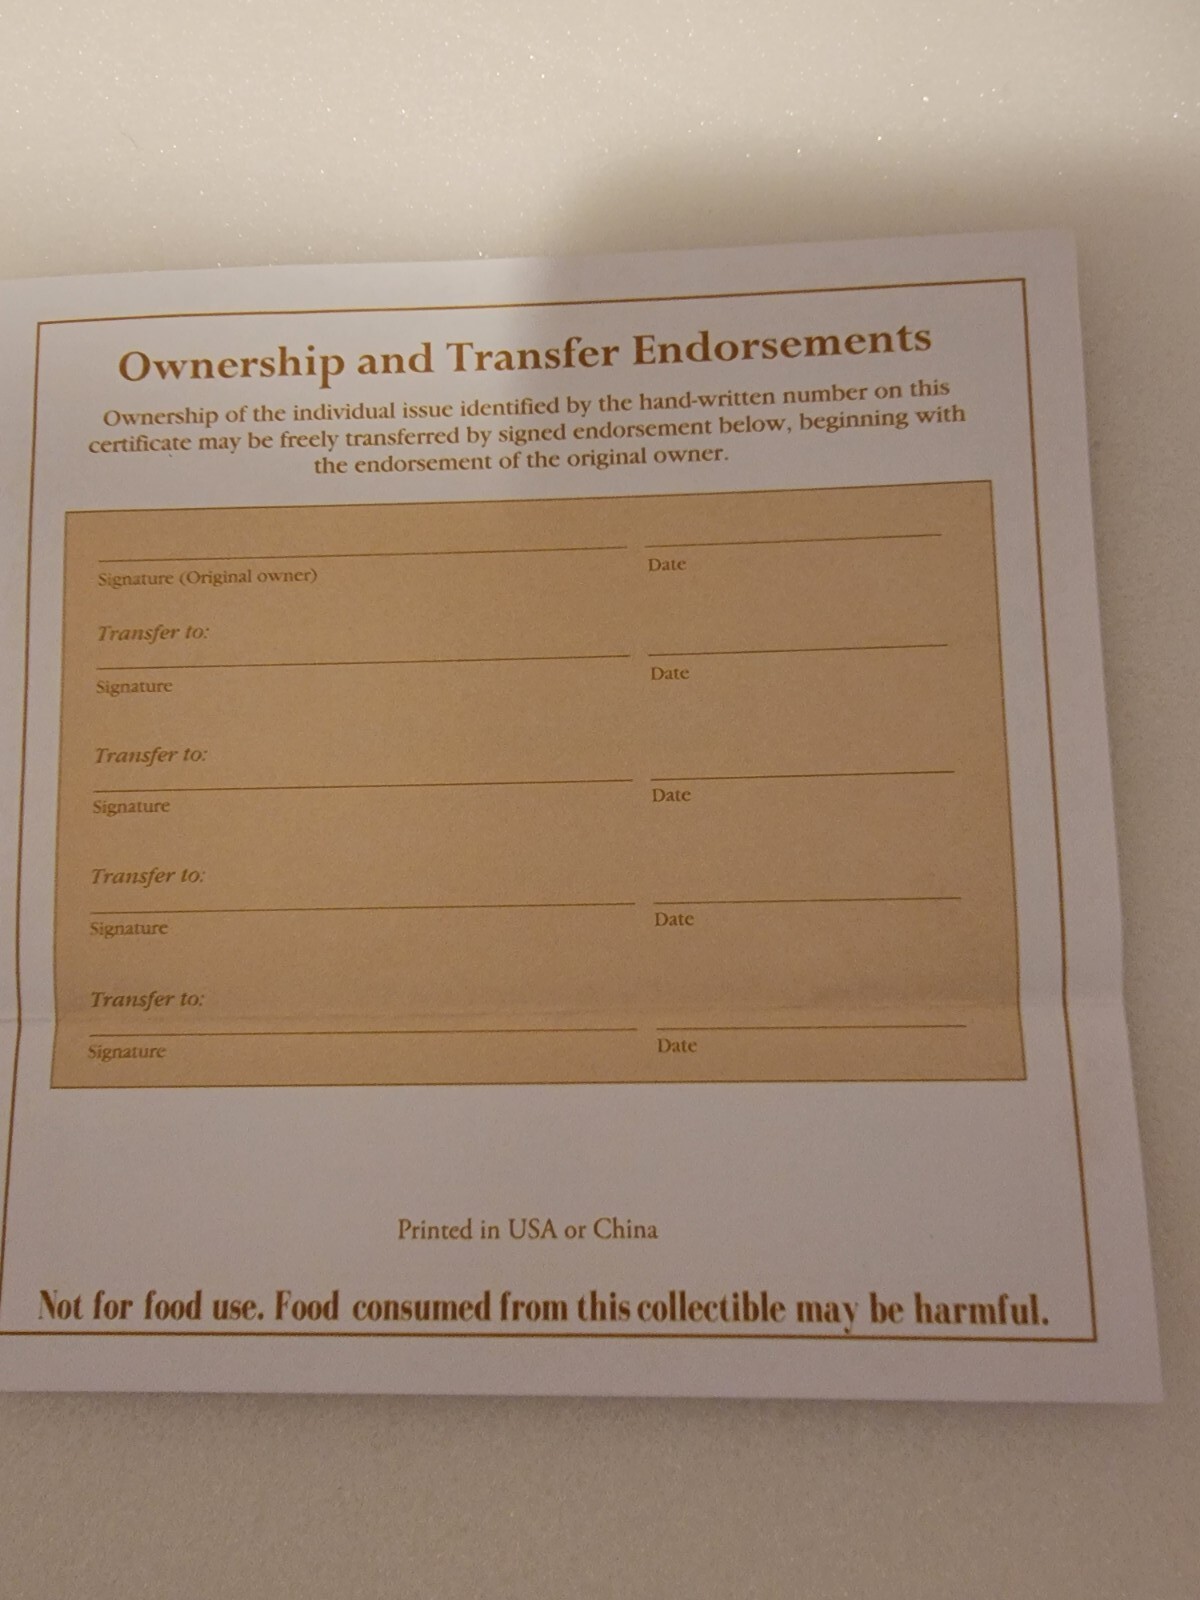 Ownership and Transfer Endorsements
Ownership of the individual issue identified by the hand-written number on this
certificate may be freely transferred by signed endorsement below, beginning with
the endorsement of the original owner.
Signature (Original owner) Date
Transfer to:
Signature Date
Transfer to:
Signature Date
Transfer to:
Signature Date
Transfer to:
Signature Date
Printed in USA or China
Not for food use. Food consumed from this collectible may be harmful.